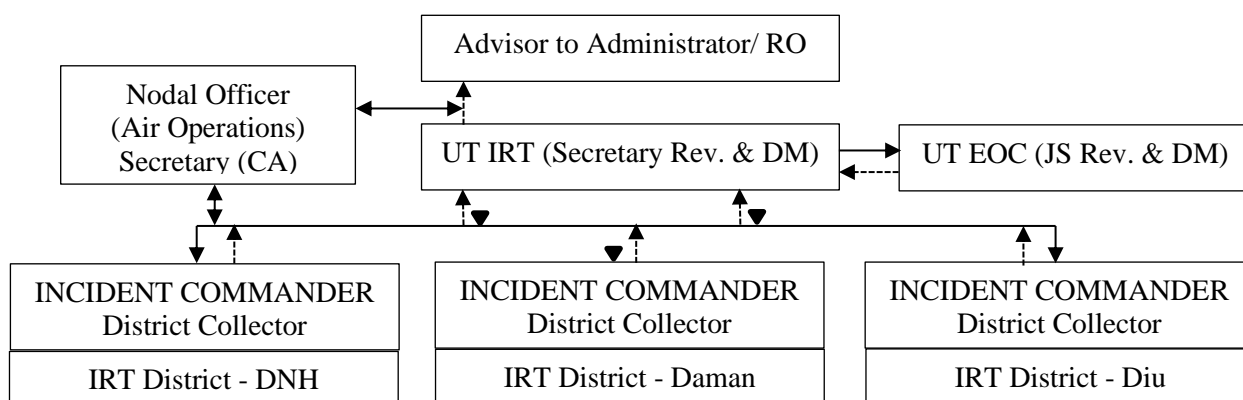 Advisor to Administrator/ RO
Nodal Officer
(Air Operations)
Secretary (CA)
UT IRT (Secretary Rev. & DM)
UT EOC (JS Rev. & DM)
INCIDENT COMMANDER
District Collector
IRT District - DNH
INCIDENT COMMANDER
District Collector
IRT District - Daman
INCIDENT COMMANDER
District Collector
IRT District - Diu